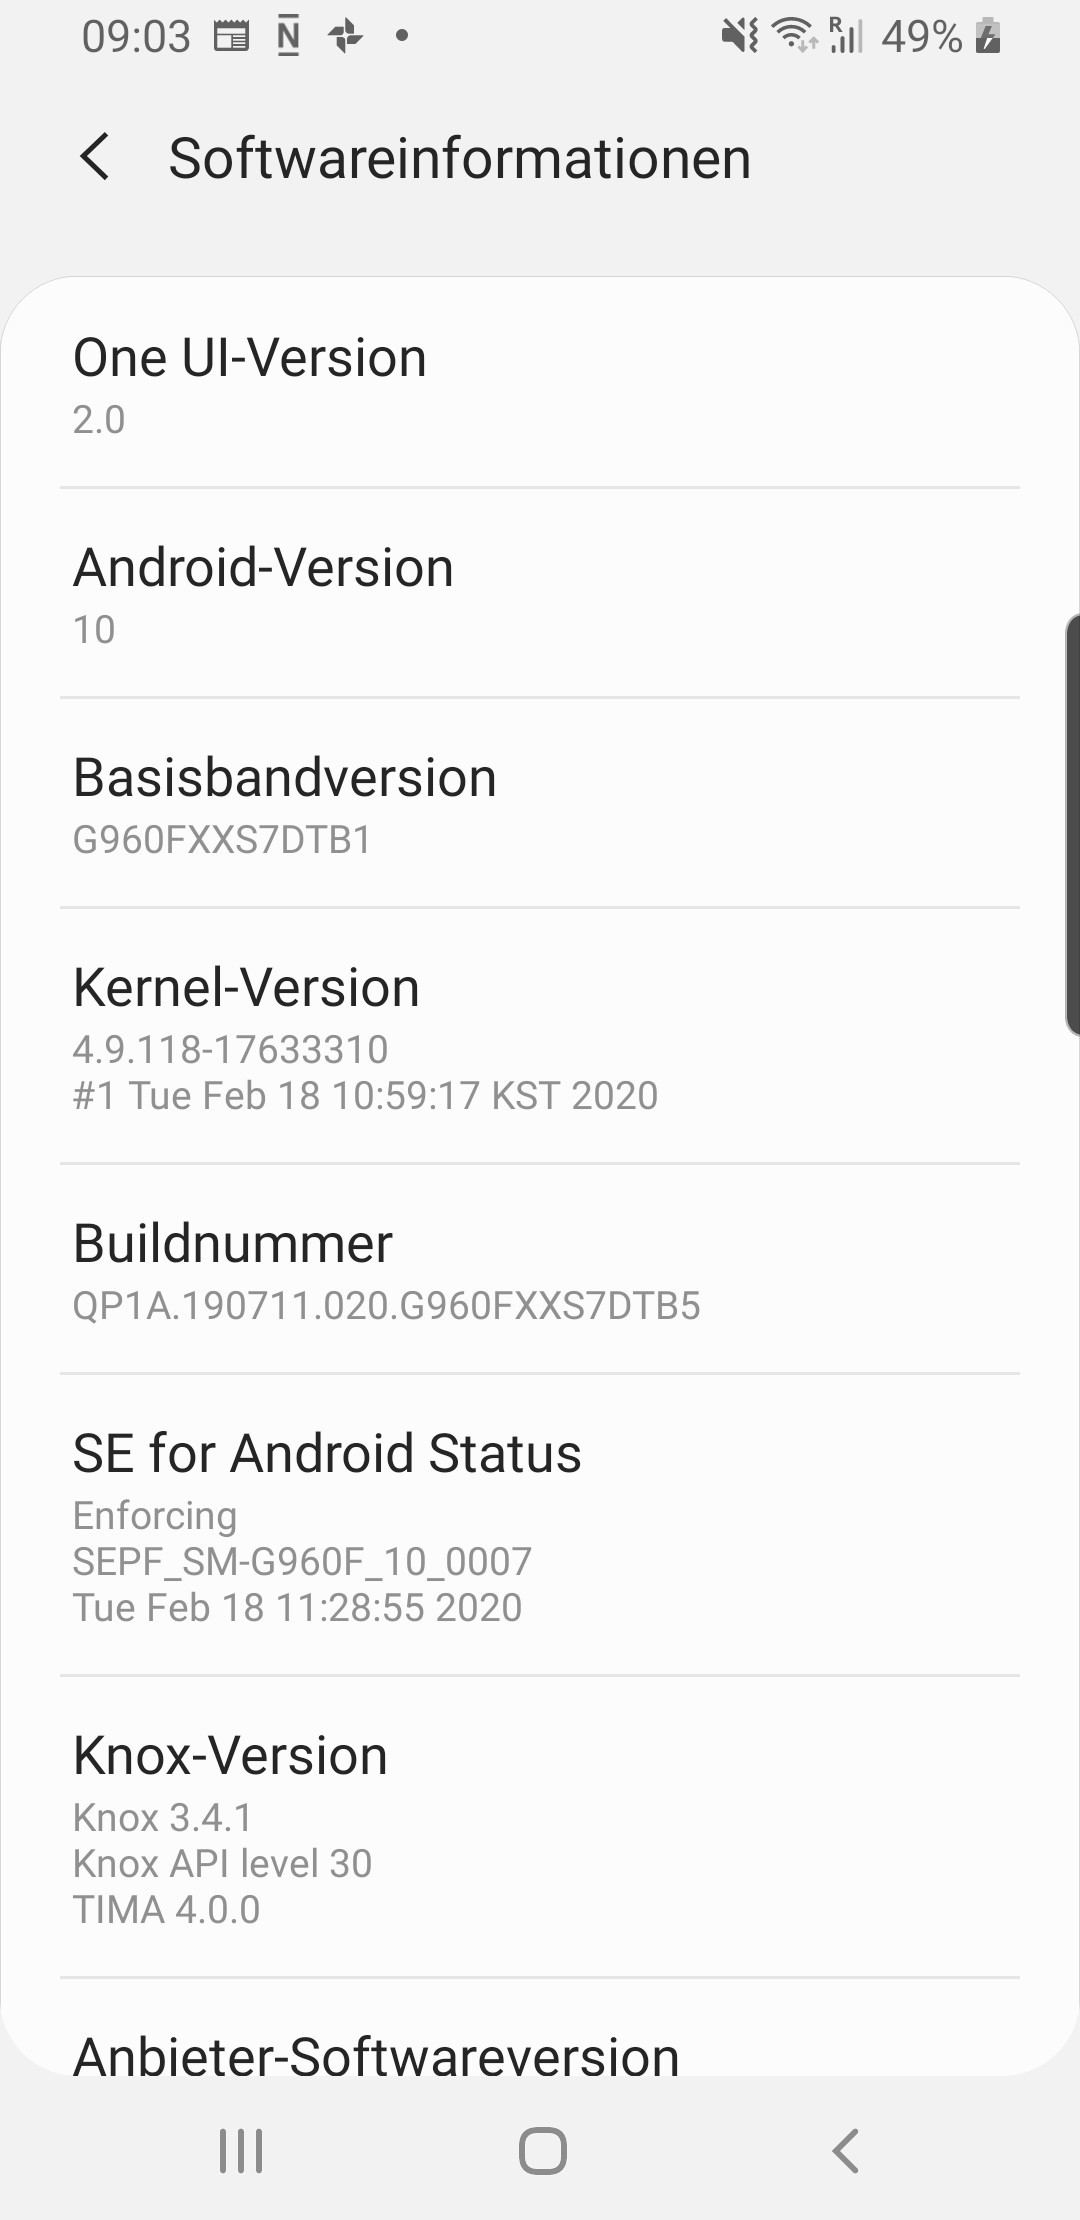 09:03 N R 49%
Softwareinformationen
One UI-Version
2.0
Android-Version
10
Basisbandversion
G960FXXS7DTB1
Kernel-Version
4.9.118-17633310
#1 Tue Feb 18 10:59:17 KST 2020
Buildnummer
QP1A.190711.020.G960FXXS7DTB5
SE for Android Status
Enforcing
SEPF_SM-G960F_10_0007
Tue Feb 18 11:28:55 2020
Knox-Version
Knox 3.4.1
Knox API level 30
TIMA 4.0.0
Anbieter-Softwareversion